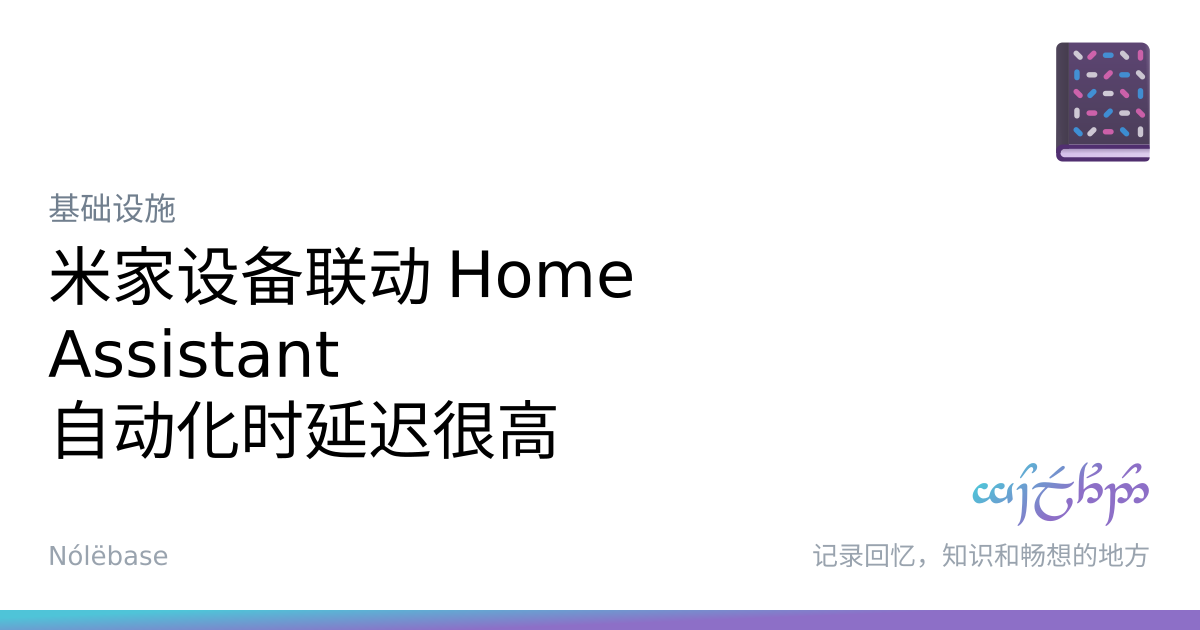 基础设施
米家设备联动 Home
Assistant
自动化时延迟很高
Nólëbase
记录回忆，知识和畅想的地方